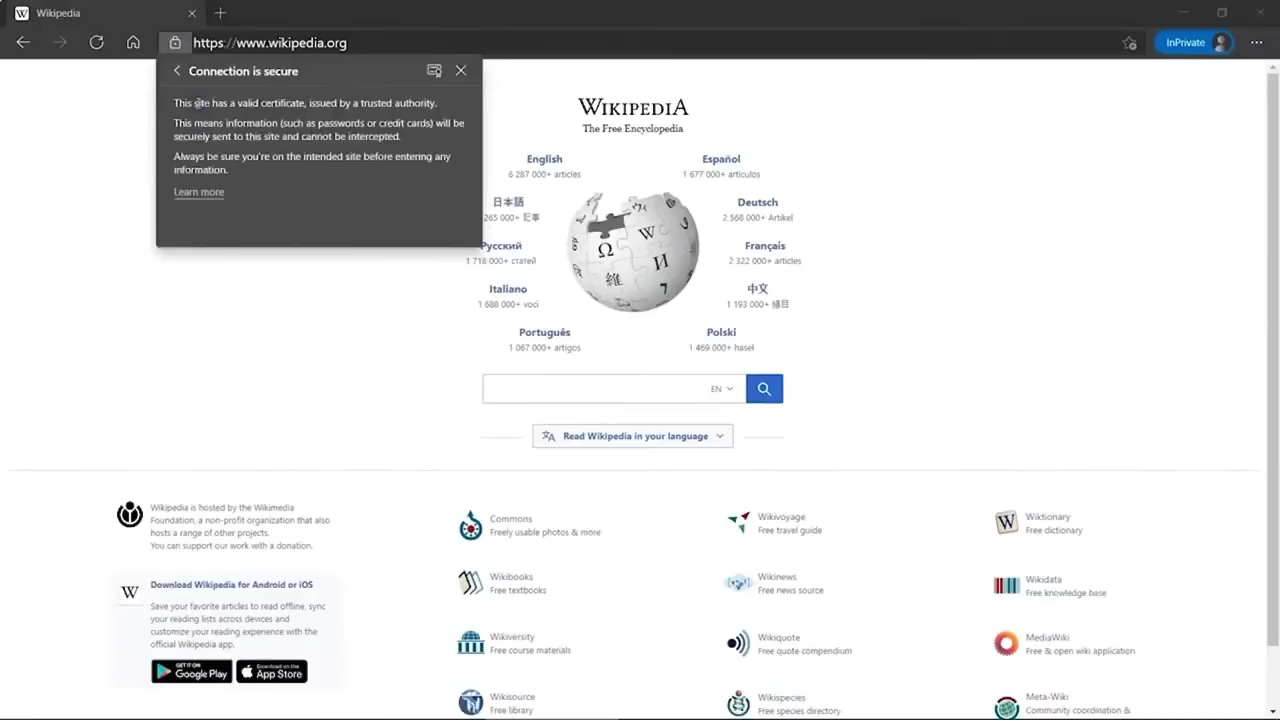 Wikipedia
https://www.wikipedia.org
InPrivate
Connection is secure
This site has a valid certificate, issued by a trusted authority.
This means information (such as passwords or credit cards) will be
securely sent to this site and cannot be intercepted.
Always be sure you're on the intended site before entering any
information.
Learn more
WIKIPEDIA
The Free Encyclopedia
English
6 287 000+ articles
Español
1 677 000+ artículos
日本語
265 000+ 記事
Deutsch
2 568 000+ Artikel
Русский
1 718 000+ статей
Français
2 322 000+ articles
Italiano
1 688 000+ voci
中文
1 193 000+ 條目
Português
1 067 000+ artigos
Polski
1 469 000+ haseł
Ω W И 維
EN
Read Wikipedia in your language
Wikipedia is hosted by the Wikimedia
Foundation, a non-profit organization that also
hosts a range of other projects.
You can support our work with a donation.
Download Wikipedia for Android or iOS
Save your favorite articles to read offline, sync
your reading lists across devices and
customize your reading experience with the
official Wikipedia app.
GET IT ON
Google Play
Download on the
App Store
Commons
Freely usable photos & more
Wikivoyage
Free travel guide
Wiktionary
Free dictionary
Wikibooks
Free textbooks
Wikinews
Free news source
Wikidata
Free knowledge base
Wikiversity
Free course materials
Wikiquote
Free quote compendium
MediaWiki
Free & open wiki application
Wikisource
Free library
Wikispecies
Free species directory
Meta-Wiki
Community coordination &